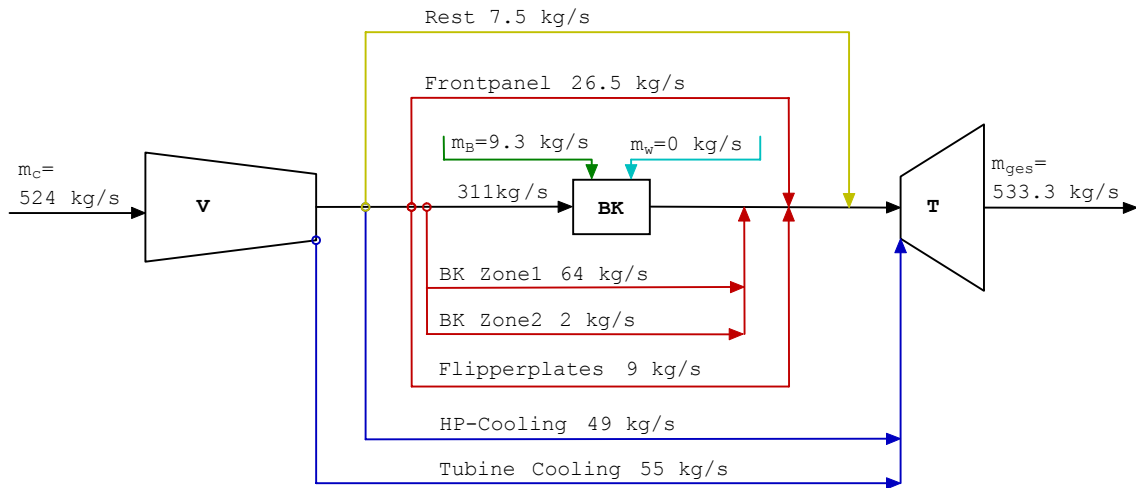 Rest 7.5 kg/s
Frontpanel 26.5 kg/s
mB=9.3 kg/s
mw=0 kg/s
mc=
524 kg/s
V
311kg/s
BK
T
mges=
533.3 kg/s
BK Zone1 64 kg/s
BK Zone2 2 kg/s
Flipperplates 9 kg/s
HP-Cooling 49 kg/s
Tubine Cooling 55 kg/s